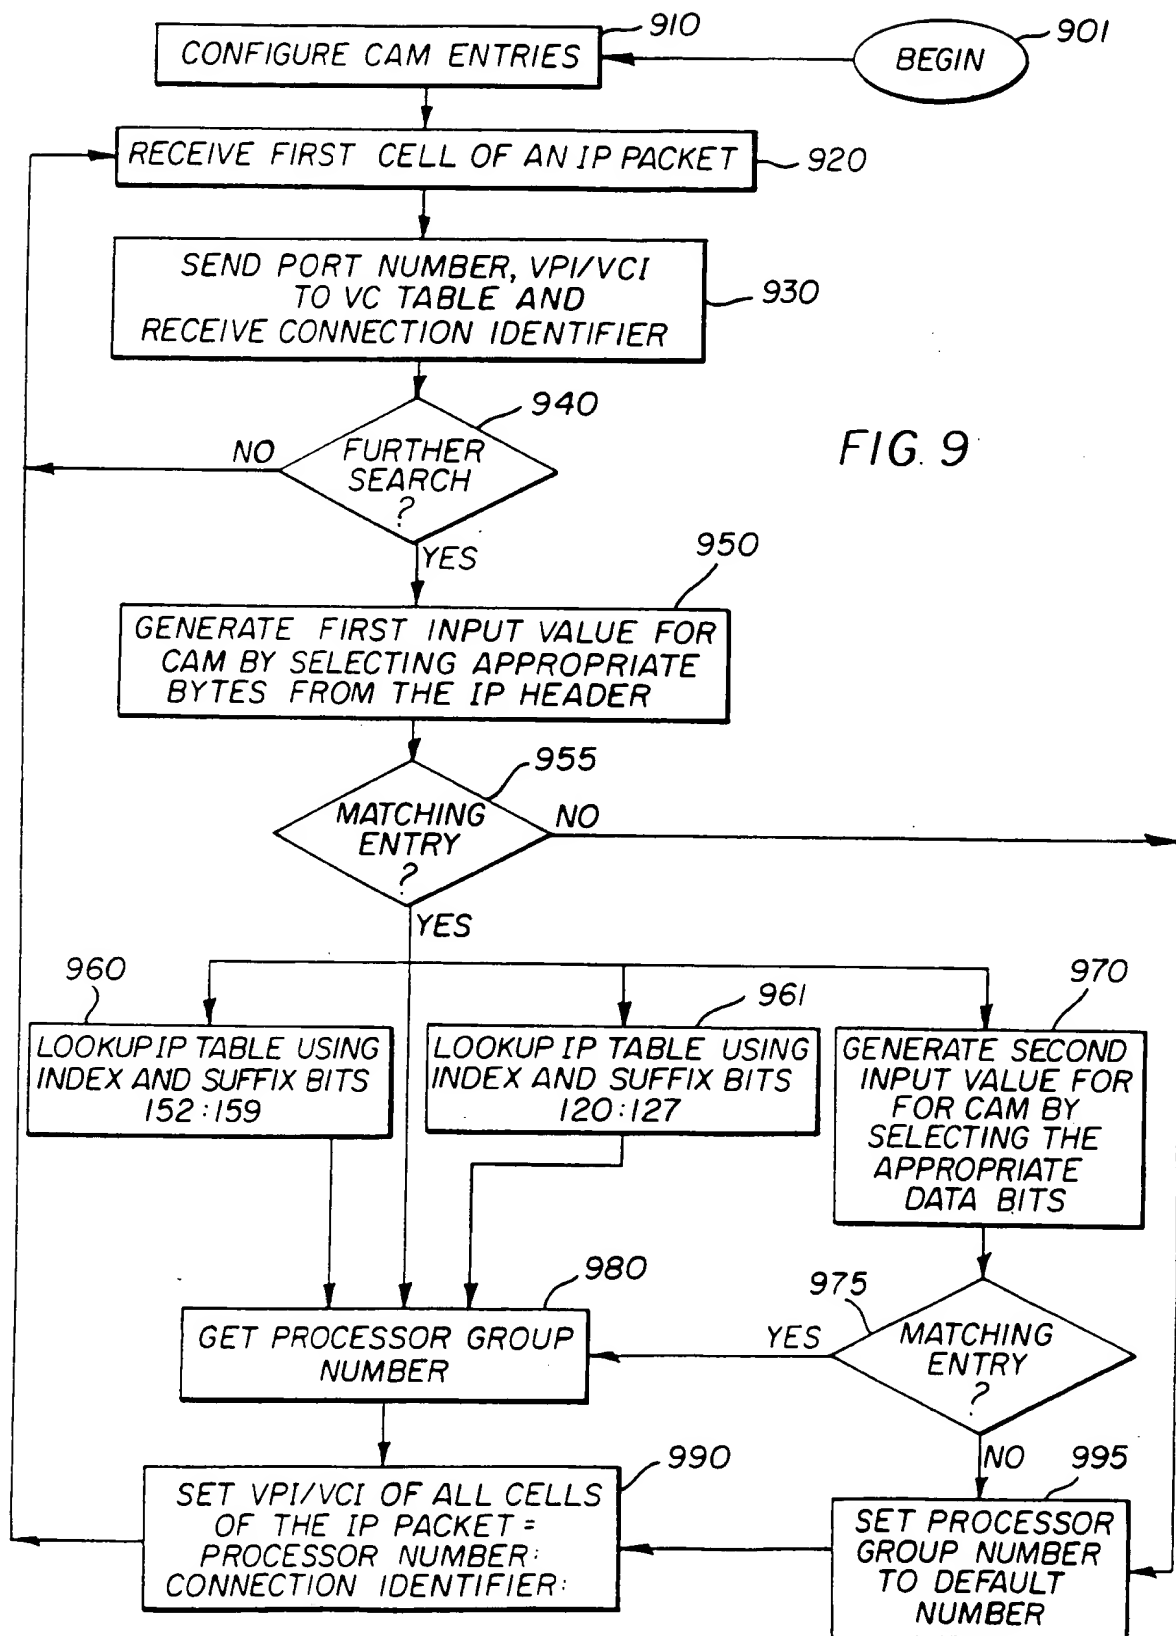 910
901
CONFIGURE CAM ENTRIES
BEGIN
RECEIVE FIRST CELL OF AN IP PACKET
920
SEND PORT NUMBER, VPI/VCI
TO VC TABLE AND
RECEIVE CONNECTION IDENTIFIER
930
940
NO
FURTHER
SEARCH
?
FIG. 9
YES
950
GENERATE FIRST INPUT VALUE FOR
CAM BY SELECTING APPROPRIATE
BYTES FROM THE IP HEADER
955
MATCHING
ENTRY
?
NO
YES
960
961
970
LOOKUP IP TABLE USING
INDEX AND SUFFIX BITS
152:159
LOOKUP IP TABLE USING
INDEX AND SUFFIX BITS
120:127
GENERATE SECOND
INPUT VALUE FOR
FOR CAM BY
SELECTING THE
APPROPRIATE
DATA BITS
980
975
GET PROCESSOR GROUP
NUMBER
YES
MATCHING
ENTRY
?
NO
990
995
SET VPI/VCI OF ALL CELLS
OF THE IP PACKET =
PROCESSOR NUMBER:
CONNECTION IDENTIFIER:
SET PROCESSOR
GROUP NUMBER
TO DEFAULT
NUMBER